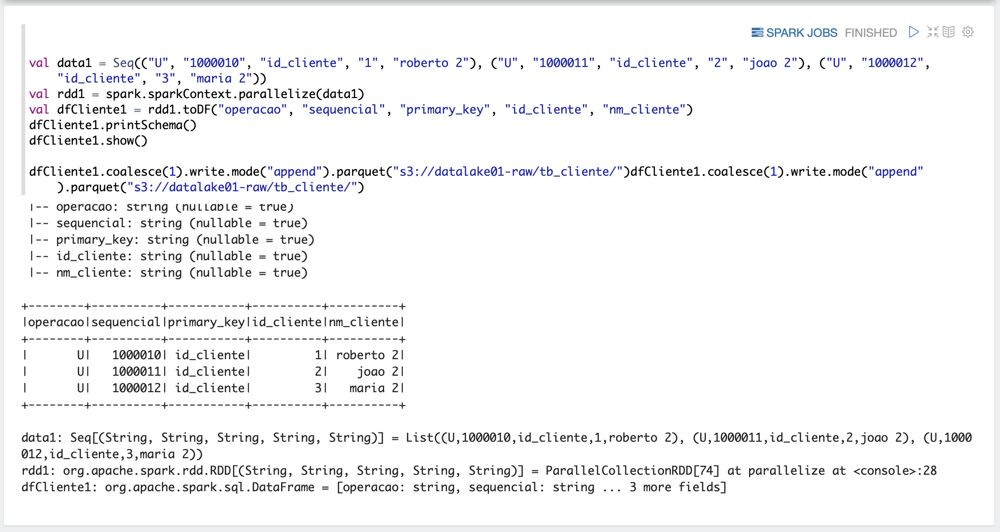 SPARK JOBS FINISHED
val data1 = Seq(("U", "1000010", "id_cliente", "1", "roberto 2"), ("U", "1000011", "id_cliente", "2", "joao 2"), ("U", "1000012",
"id_cliente", "3", "maria 2"))
val rdd1 = spark.sparkContext.parallelize(data1)
val dfCliente1 = rdd1.toDF("operacao", "sequencial", "primary_key", "id_cliente", "nm_cliente")
dfCliente1.printSchema()
dfCliente1.show()
dfCliente1.coalesce(1).write.mode("append").parquet("s3://datalake01-raw/tb_cliente/")dfCliente1.coalesce(1).write.mode("append"
).parquet("s3://datalake01-raw/tb_cliente/")
|-- operacao: string (nullable = true)
|-- sequencial: string (nullable = true)
|-- primary_key: string (nullable = true)
|-- id_cliente: string (nullable = true)
|-- nm_cliente: string (nullable = true)
+--------+----------+-----------+----------+----------+
|operacao|sequencial|primary_key|id_cliente|nm_cliente|
+--------+----------+-----------+----------+----------+
|       U|   1000010| id_cliente|         1| roberto 2|
|       U|   1000011| id_cliente|         2|    joao 2|
|       U|   1000012| id_cliente|         3|   maria 2|
+--------+----------+-----------+----------+----------+
data1: Seq[(String, String, String, String, String)] = List((U,1000010,id_cliente,1,roberto 2), (U,1000011,id_cliente,2,joao 2), (U,1000
012,id_cliente,3,maria 2))
rdd1: org.apache.spark.rdd.RDD[(String, String, String, String, String)] = ParallelCollectionRDD[74] at parallelize at <console>:28
dfCliente1: org.apache.spark.sql.DataFrame = [operacao: string, sequencial: string ... 3 more fields]